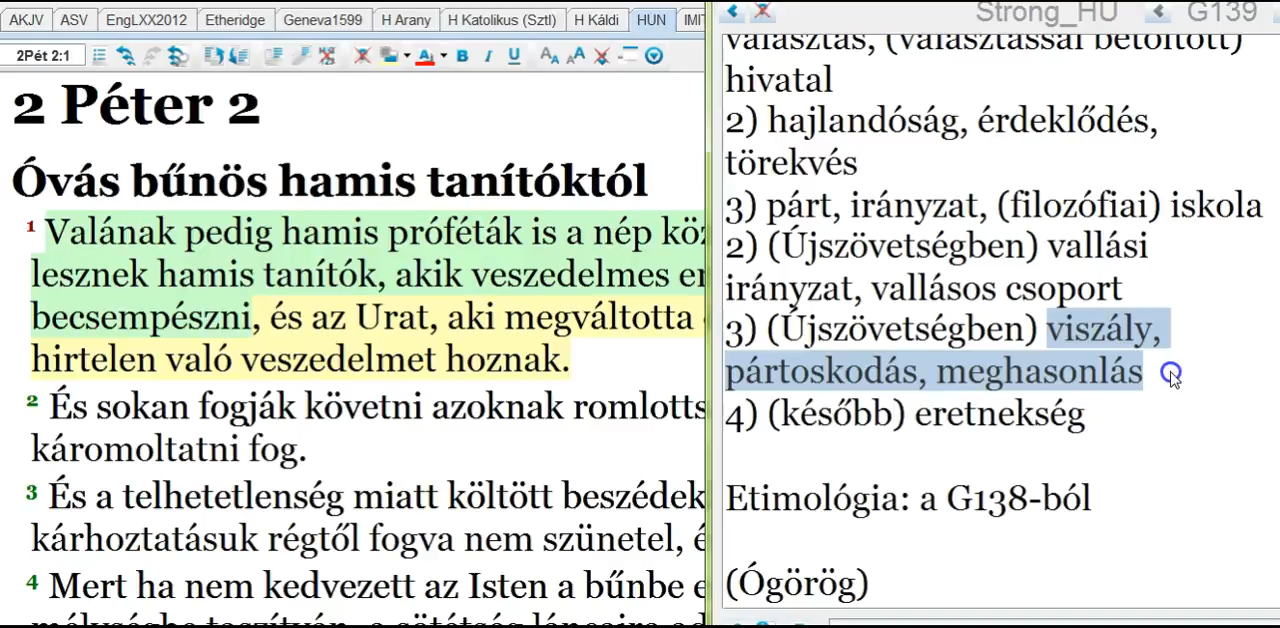 AKJV ASV EngLXX2012 Etheridge Geneva1599 H Arany H Katolikus (Sztl) H Káldi HUN
2Pét 2:1
2 Péter 2
Óvás bűnös hamis tanítóktól
1 Valának pedig hamis próféták is a nép
lesznek hamis tanítók, akik veszedelmes
becsempészni, és az Urat, aki megváltotta
hirtelen való veszedelmet hoznak.
2 És sokan fogják követni azoknak
káromoltatni fog.
3 És a telhetetlenség miatt költött
kárhoztatásuk régtől fogva nem szünetel,
4 Mert ha nem kedvezett az Isten a bűnbe
Strong_HU G139
választás, (választással betöltött)
hivatal
2) hajlandóság, érdeklődés,
törekvés
3) párt, irányzat, (filozófiai) iskola
2) (Újszövetségben) vallási
irányzat, vallásos csoport
3) (Újszövetségben) viszály,
pártoskodás, meghasonlás
4) (később) eretnekség
Etimológia: a G138-ból
(Ógörög)